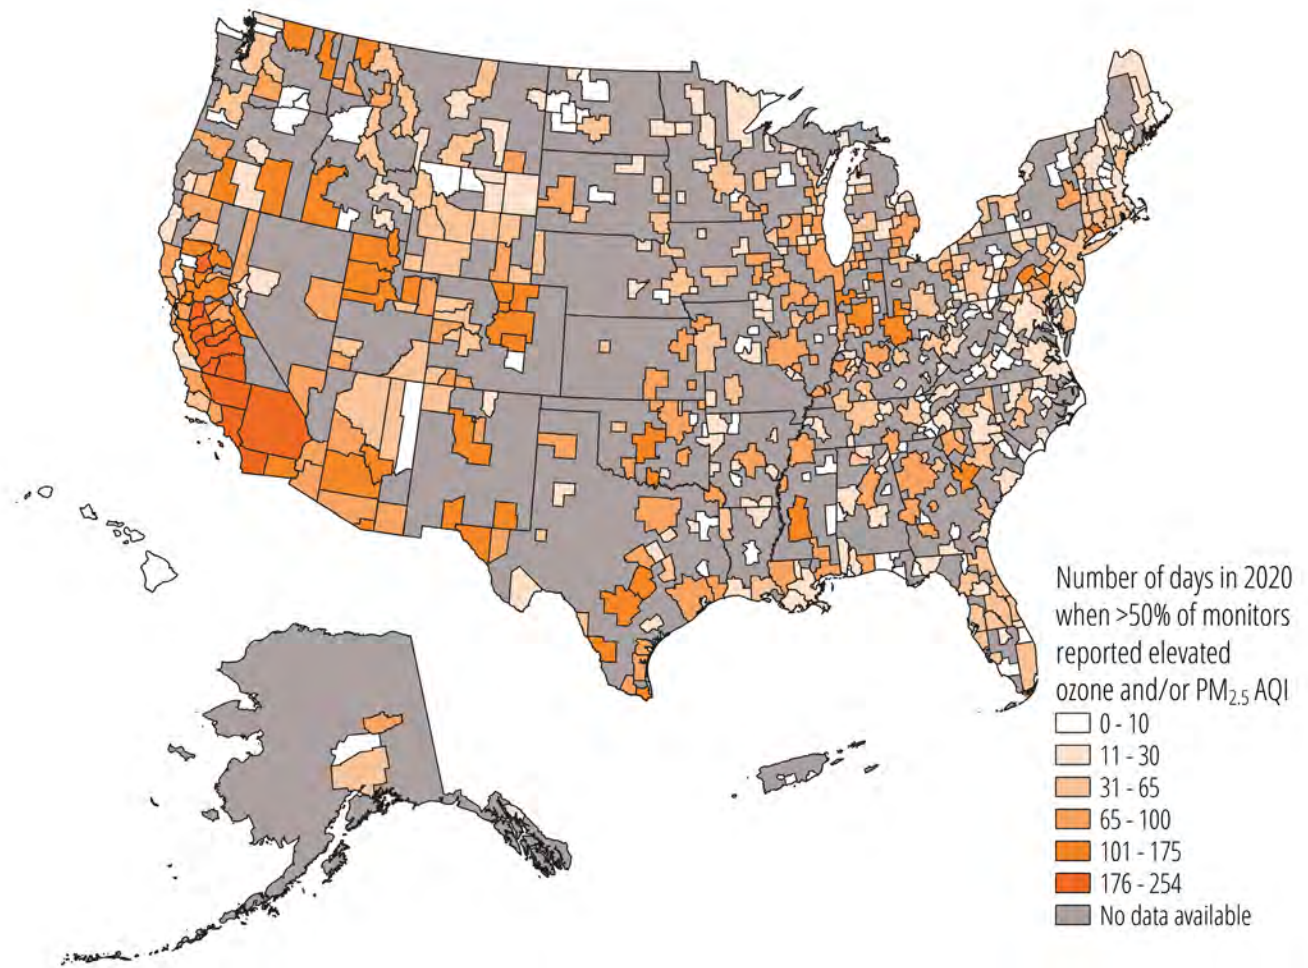 Number of days in 2020
when >50% of monitors
reported elevated
ozone and/or PM2.5 AQI
0 - 10
11 - 30
31 - 65
65 - 100
101 - 175
176 - 254
No data available